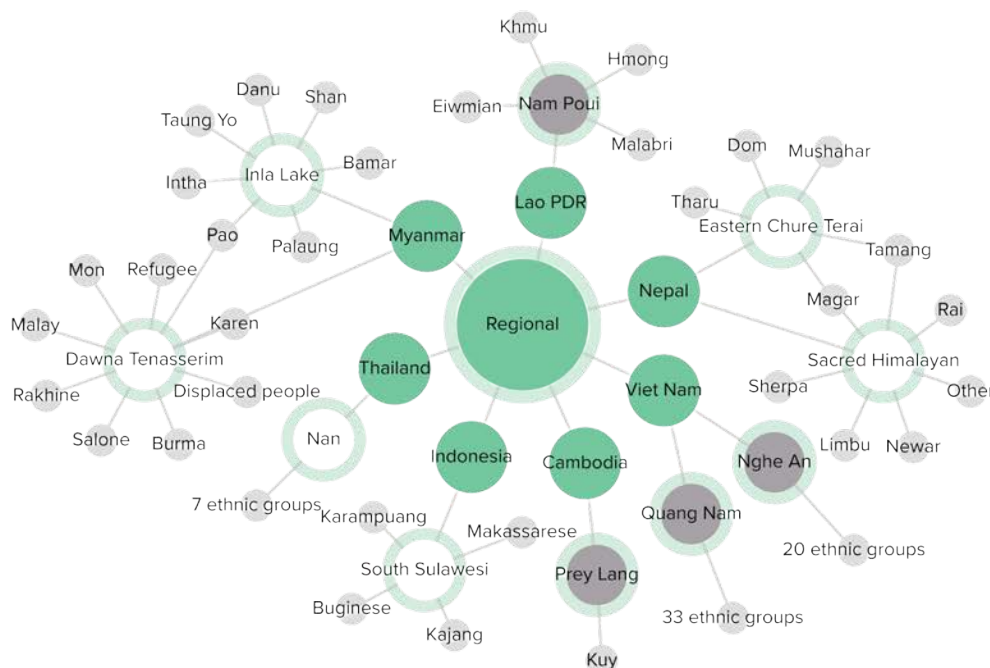 Khmu
Hmong
Nam Poui
Eiwmian
Malabri
Danu
Shan
Taung Yo
Inla Lake
Bamar
Intha
Pao
Palaung
Lao PDR
Myanmar
Dom
Mushahar
Tharu
Eastern Chure Terai
Tamang
Magar
Nepal
Mon
Refugee
Malay
Karen
Dawna Tenasserim
Rakhine
Displaced people
Salone
Burma
Regional
Rai
Sacred Himalayan
Sherpa
Other
Limbu
Newar
Thailand
Viet Nam
Nan
7 ethnic groups
Indonesia
Cambodia
Nghe An
Quang Nam
20 ethnic groups
Karampuang
Makassarese
South Sulawesi
Prey Lang
Buginese
Kajang
33 ethnic groups
Kuy